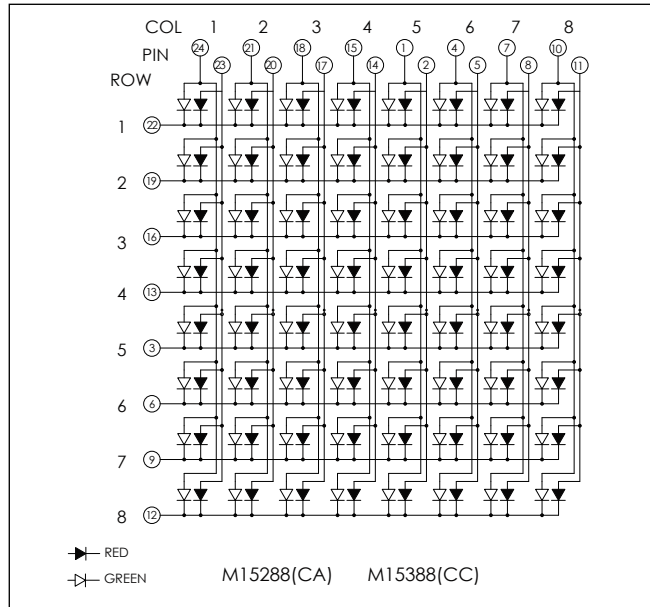 COL 1 2 3 4 5 6 7 8
PIN 24 21 18 15 1 4 7 10
23 20 17 14 2 5 8 11
ROW
1 22
2 19
3 16
4 13
5 3
6 6
7 9
8 12
RED
GREEN
M15288(CA) M15388(CC)